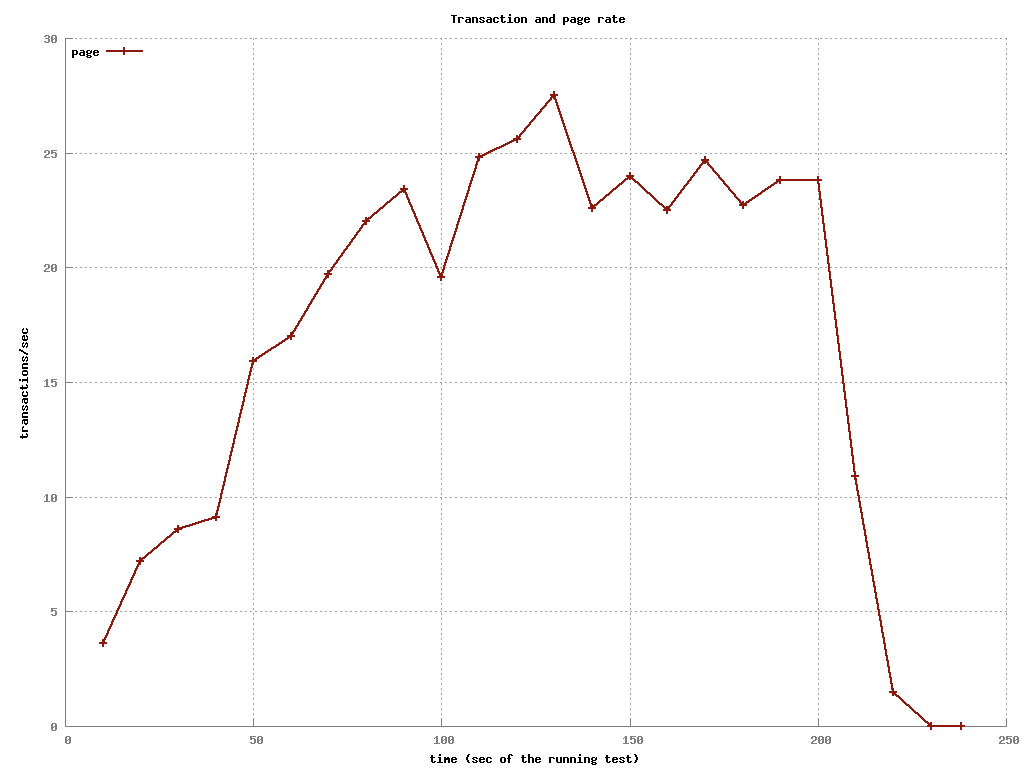 Transaction and page rate
30
page
25
20
15
10
5
0
transactions/sec
0 50 100 150 200 250
time (sec of the running test)